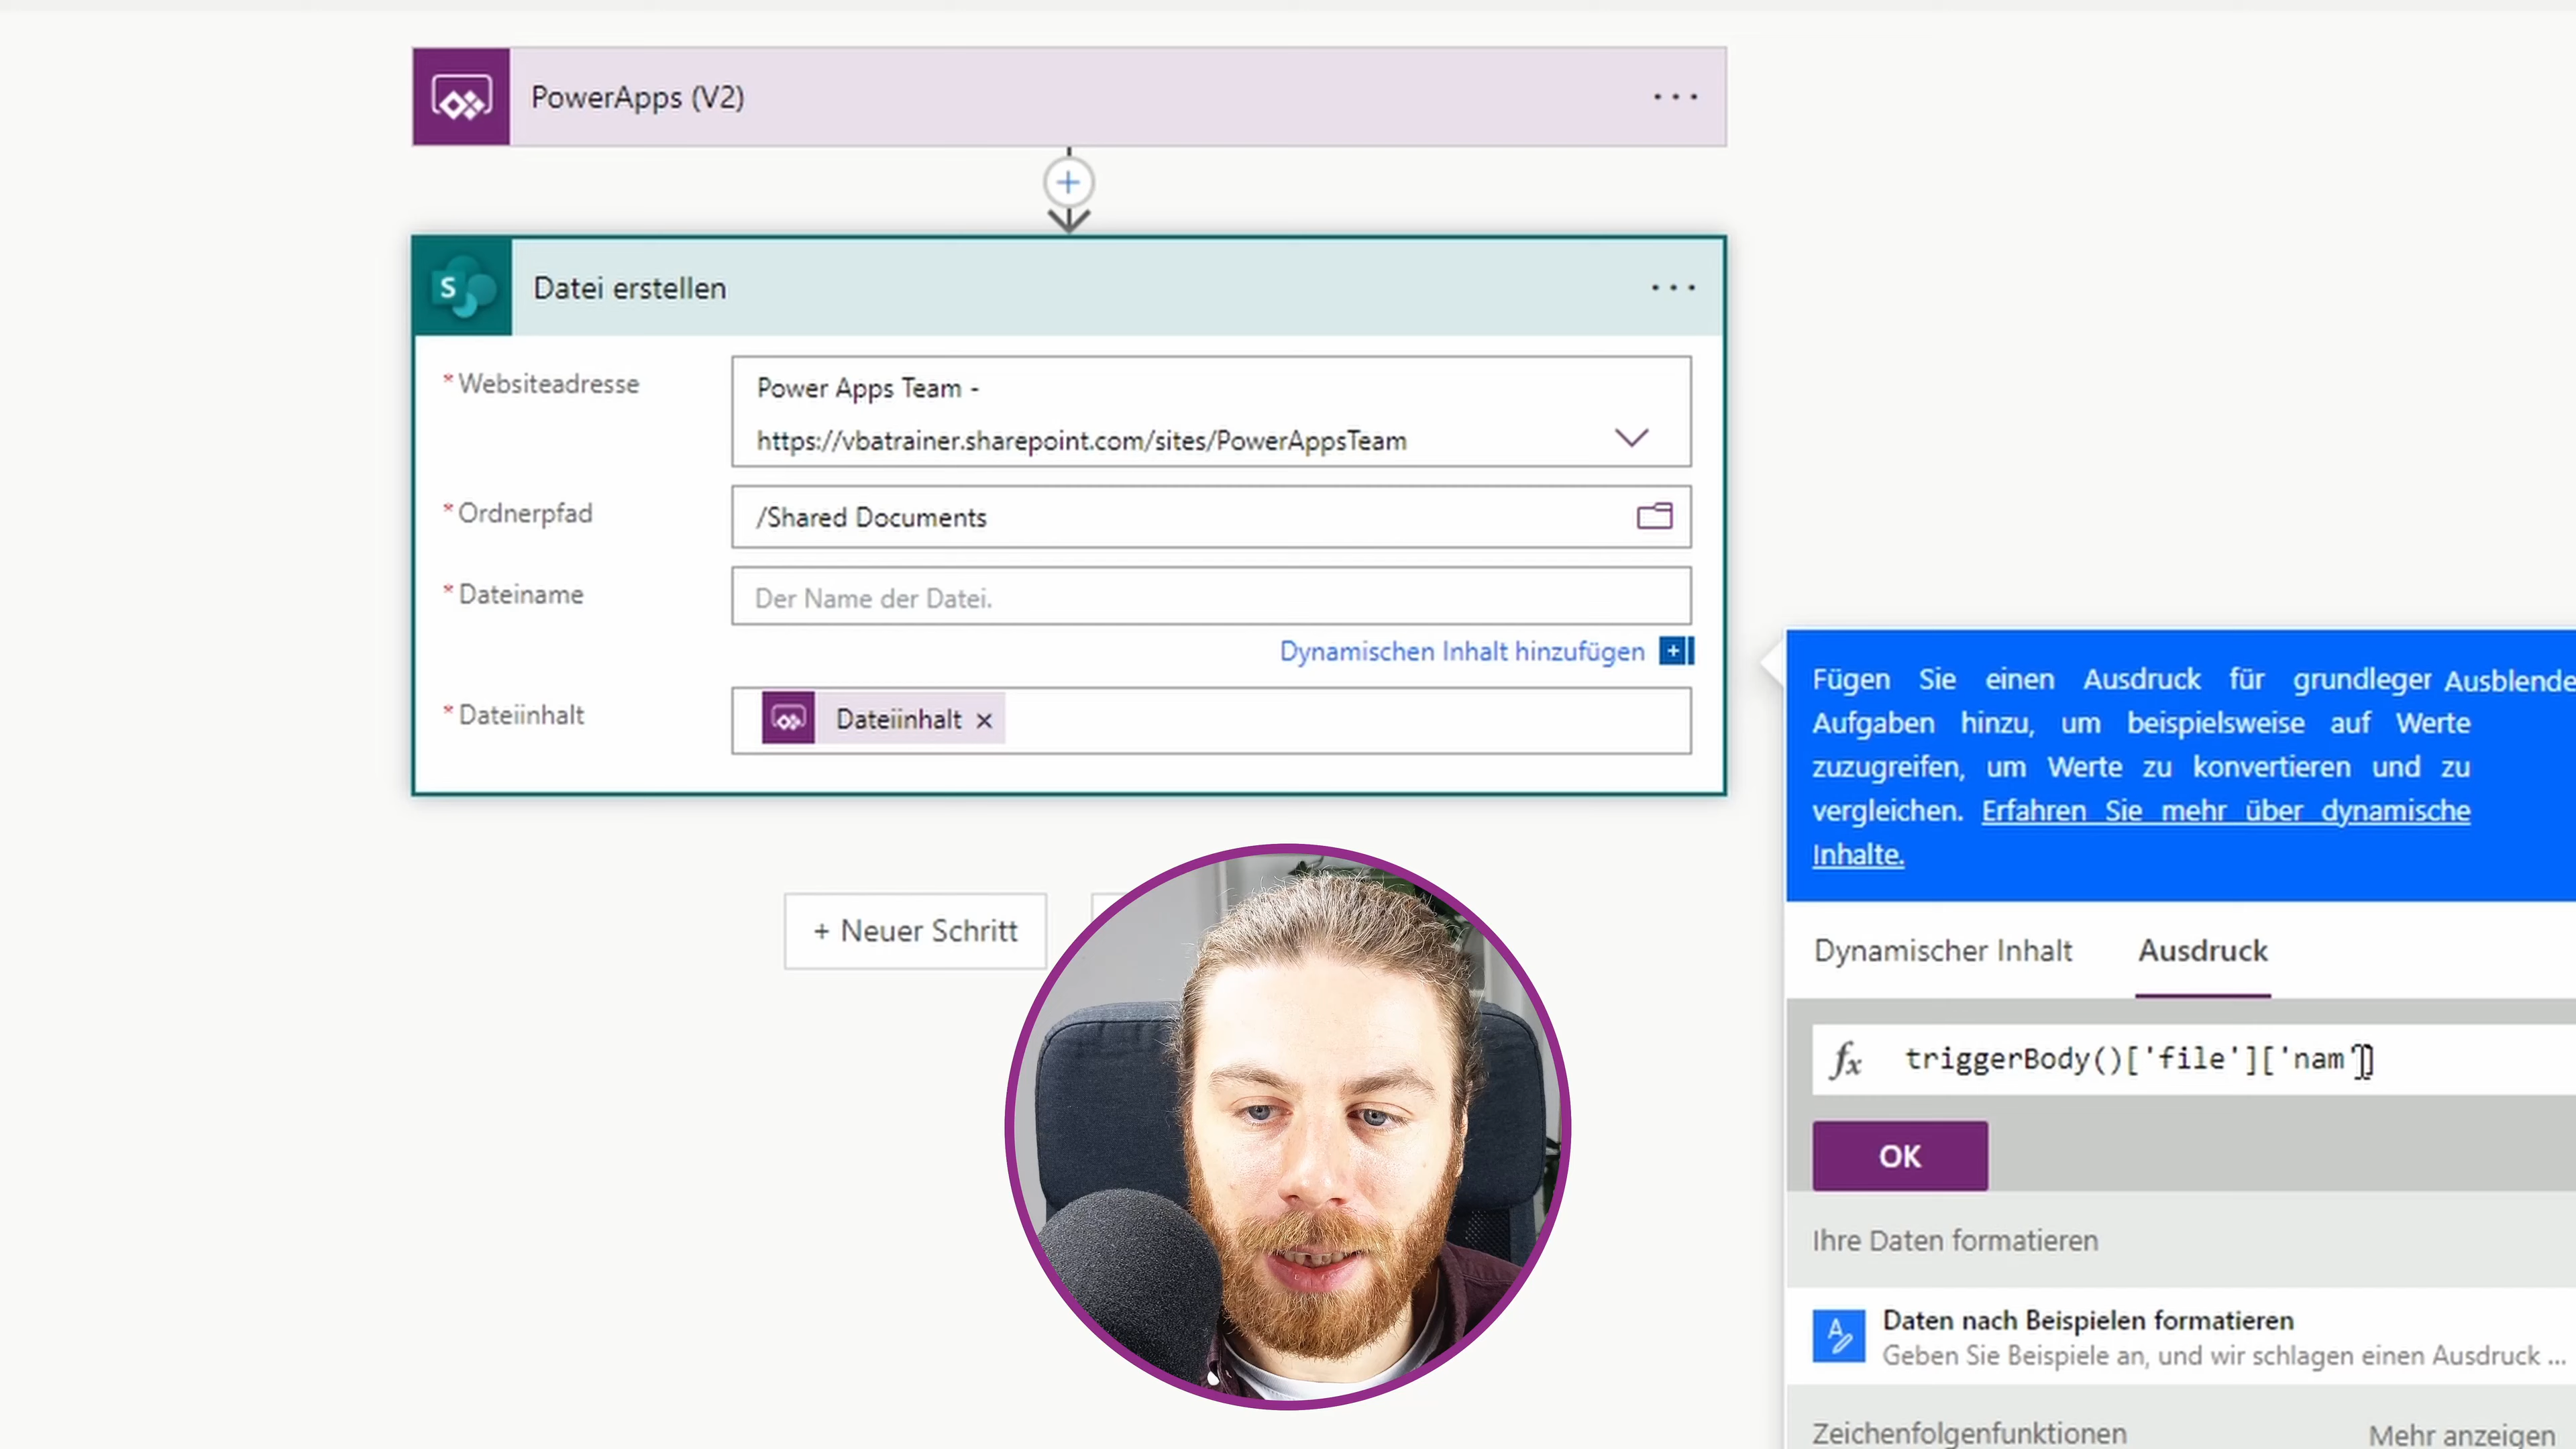 PowerApps (V2)
Datei erstellen
* Websiteadresse
Power Apps Team -
https://vbatrainer.sharepoint.com/sites/PowerAppsTeam
* Ordnerpfad
/Shared Documents
* Dateiname
Der Name der Datei.
Dynamischen Inhalt hinzufügen
* Dateiinhalt
Dateiinhalt ×
+ Neuer Schritt
Fügen Sie einen Ausdruck für grundleger Ausblende
Aufgaben hinzu, um beispielsweise auf Werte
zuzugreifen, um Werte zu konvertieren und zu
vergleichen. Erfahren Sie mehr über dynamische
Inhalte.
Dynamischer Inhalt Ausdruck
fx triggerBody()['file']['nam']
OK
Ihre Daten formatieren
Daten nach Beispielen formatieren
Geben Sie Beispiele an, und wir schlagen einen Ausdruck ...
Zeichenfolgenfunktionen Mehr anzeigen